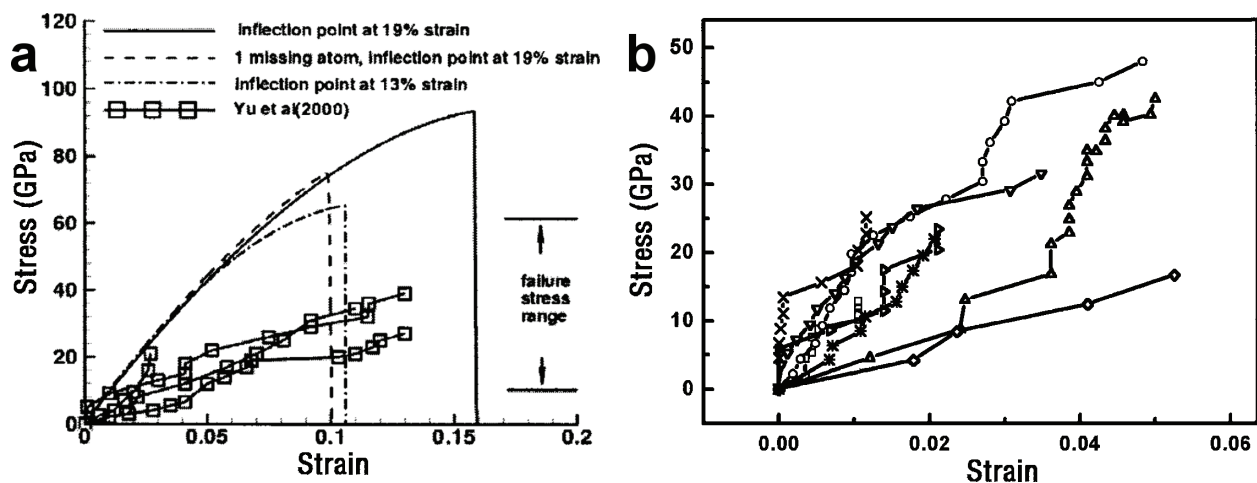 a
120
100
80
60
40
20
0
Stress (GPa)
0
0.05
0.1
0.15
0.2
Strain
inflection point at 19% strain
1 missing atom, inflection point at 19% strain
inflection point at 13% strain
Yu et al(2000)
failure
stress
range
b
50
40
30
20
10
0
Stress (GPa)
0.00
0.02
0.04
0.06
Strain